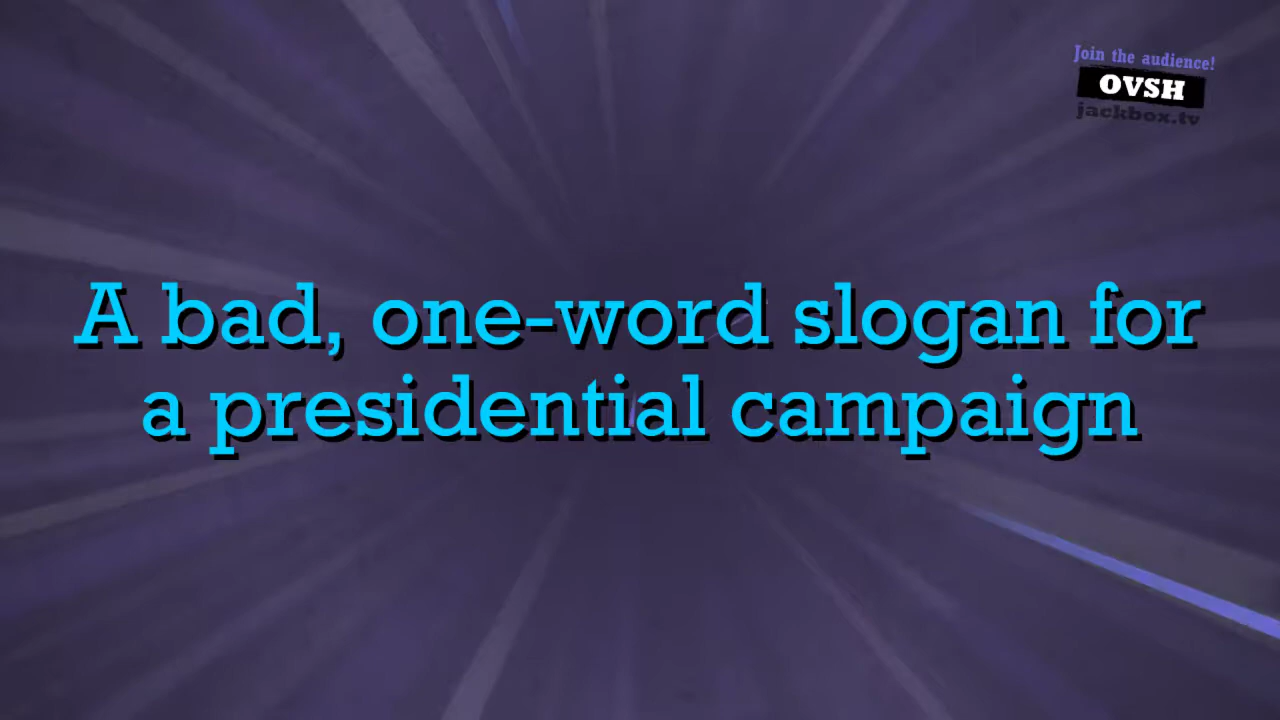 Join the audience!
OVSH
jackbox.tv
A bad, one-word slogan for
a presidential campaign